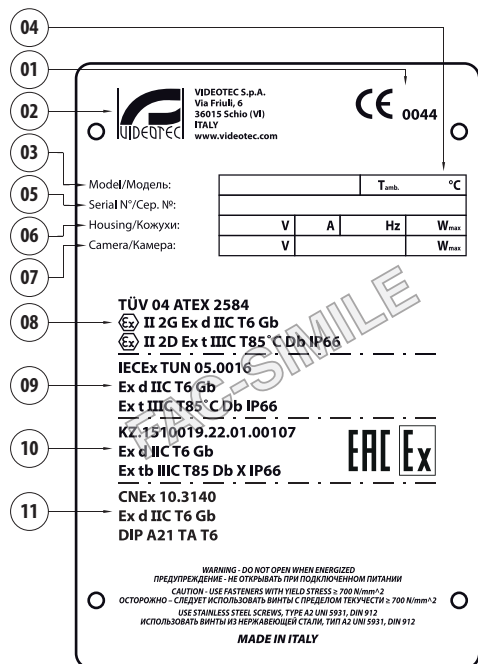 04
01
02
VIDEOTEC
VIDEOTEC S.p.A.
Via Friuli, 6
36015 Schio (VI)
ITALY
www.videotec.com
CE 0044
03
Model/Модель:
Tamb. °C
05
Serial N°/Сер. №:
06
Housing/Кожухи:
V A Hz Wmax
07
Camera/Камера:
V Wmax
TÜV 04 ATEX 2584
08
Ex II 2G Ex d IIC T6 Gb
Ex II 2D Ex t IIIC T85°C Db IP66
IECEx TUN 05.0016
09
Ex d IIC T6 Gb
Ex t IIIC T85°C Db IP66
FAC-SIMILE
KZ.1510019.22.01.00107
10
Ex d IIC T6 Gb
Ex tb IIIC T85 Db X IP66
EAC Ex
CNEx 10.3140
11
Ex d IIC T6 Gb
DIP A21 TA T6
WARNING - DO NOT OPEN WHEN ENERGIZED
ПРЕДУПРЕЖДЕНИЕ - НЕ ОТКРЫВАТЬ ПРИ ПОДКЛЮЧЕННОМ ПИТАНИИ
CAUTION - USE FASTENERS WITH YIELD STRESS ≥ 700 N/mm^2
ОСТОРОЖНО – СЛЕДУЕТ ИСПОЛЬЗОВАТЬ ВИНТЫ С ПРЕДЕЛОМ ТЕКУЧЕСТИ ≥ 700 N/mm^2
USE STAINLESS STEEL SCREWS, TYPE A2 UNI 5931, DIN 912
ИСПОЛЬЗОВАТЬ ВИНТЫ ИЗ НЕРЖАВЕЮЩЕЙ СТАЛИ, ТИП A2 UNI 5931, DIN 912
MADE IN ITALY